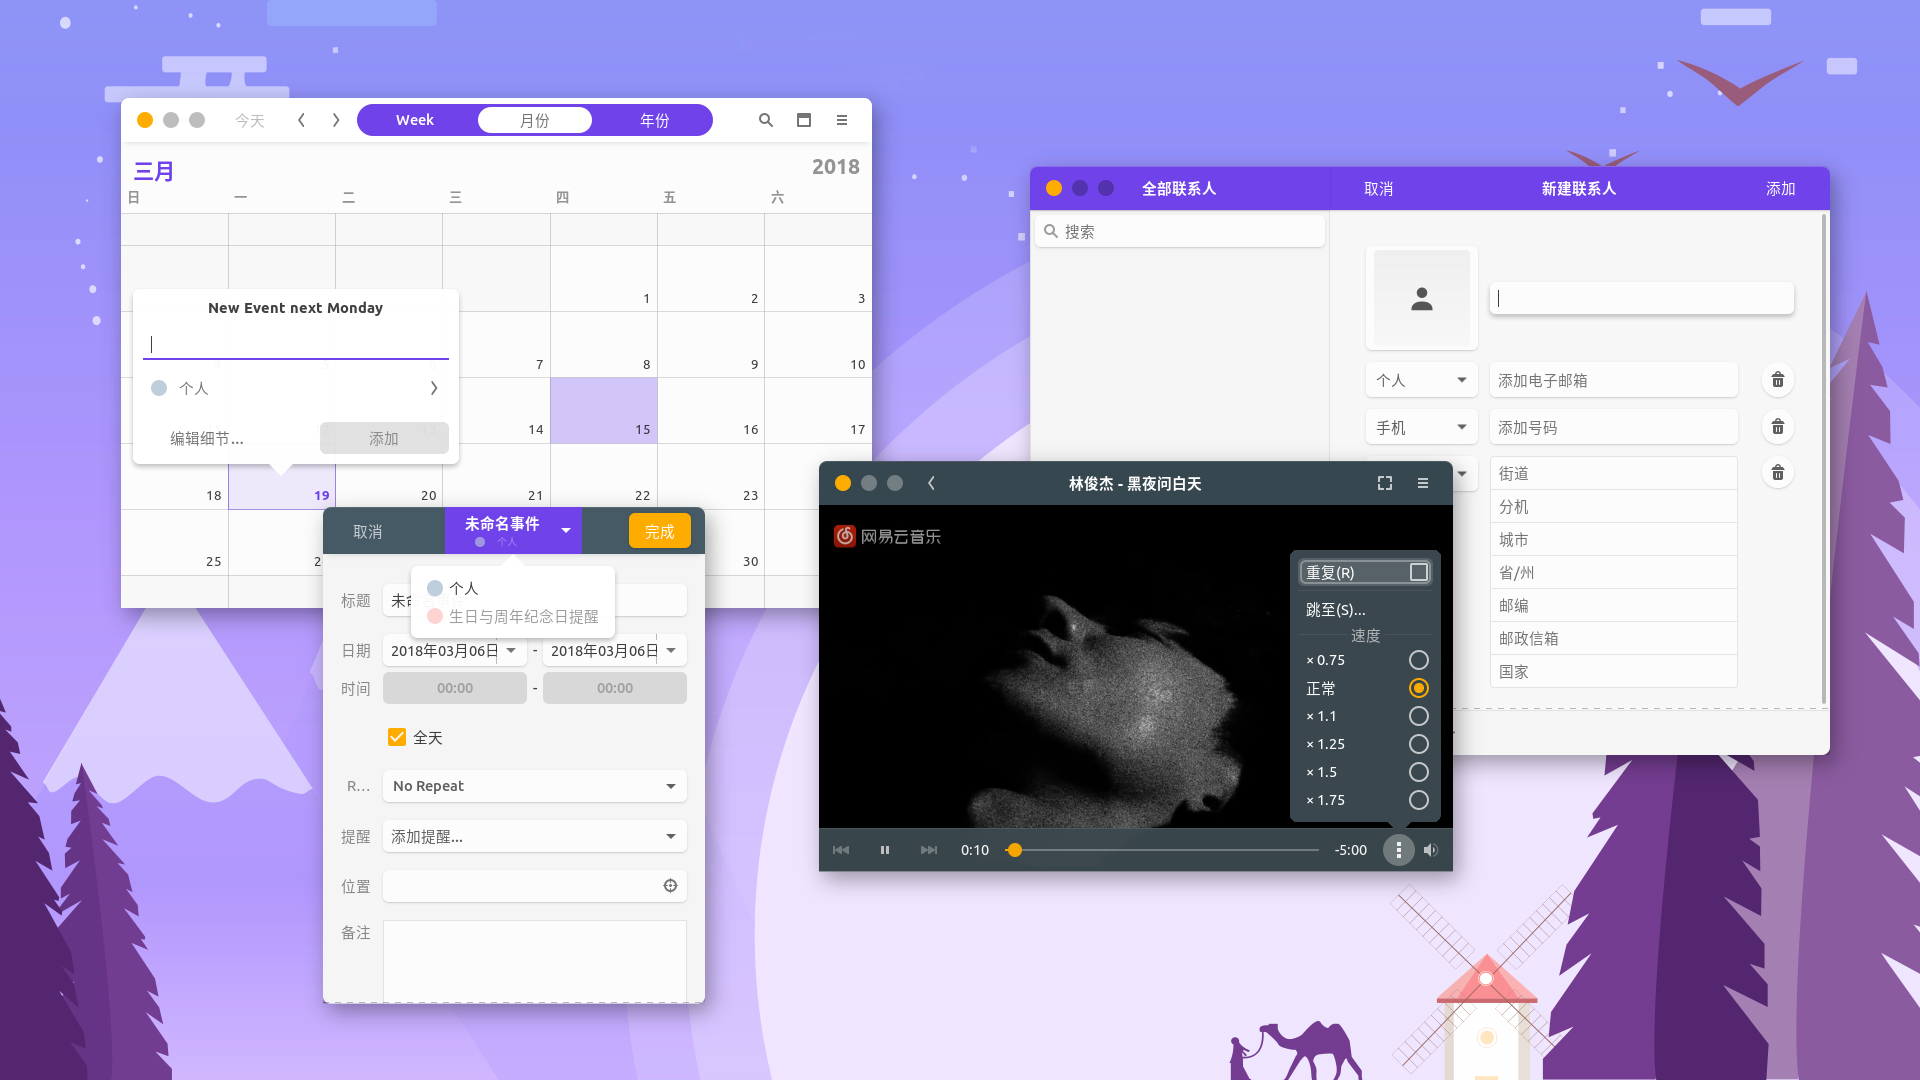 今天
Week
月份
年份
三月
2018
日 一 二 三 四 五 六
1 2 3
7 8 9 10
14 15 16 17
18 19 20 21 22 23
25 30
New Event next Monday
个人
编辑细节...
添加
取消
未命名事件
个人
完成
个人
生日与周年纪念日提醒
标题
未命
日期
2018年03月06日 - 2018年03月06日
时间
00:00 - 00:00
全天
R...
No Repeat
提醒
添加提醒...
位置
备注
全部联系人
取消
新建联系人
添加
搜索
个人
添加电子邮箱
手机
添加号码
街道
分机
城市
省/州
邮编
邮政信箱
国家
林俊杰 - 黑夜问白天
网易云音乐
重复(R)
跳至(S)...
速度
× 0.75
正常
× 1.1
× 1.25
× 1.5
× 1.75
0:10
-5:00